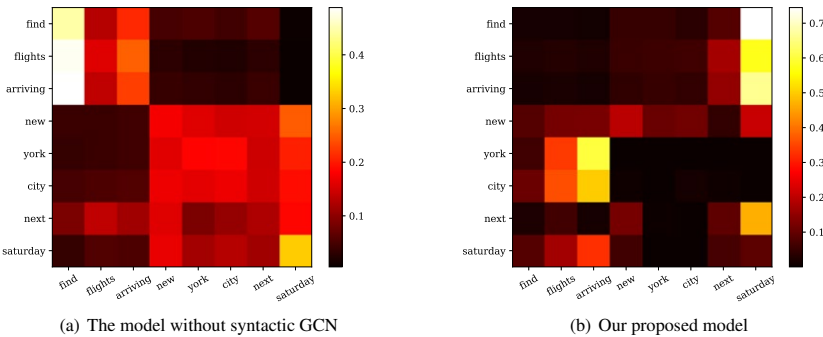 find
flights
arriving
new
york
city
next
saturday
find
flights
arriving
new
york
city
next
saturday
0.4
0.3
0.2
0.1
(a) The model without syntactic GCN
find
flights
arriving
new
york
city
next
saturday
find
flights
arriving
new
york
city
next
saturday
0.7
0.6
0.5
0.4
0.3
0.2
0.1
(b) Our proposed model